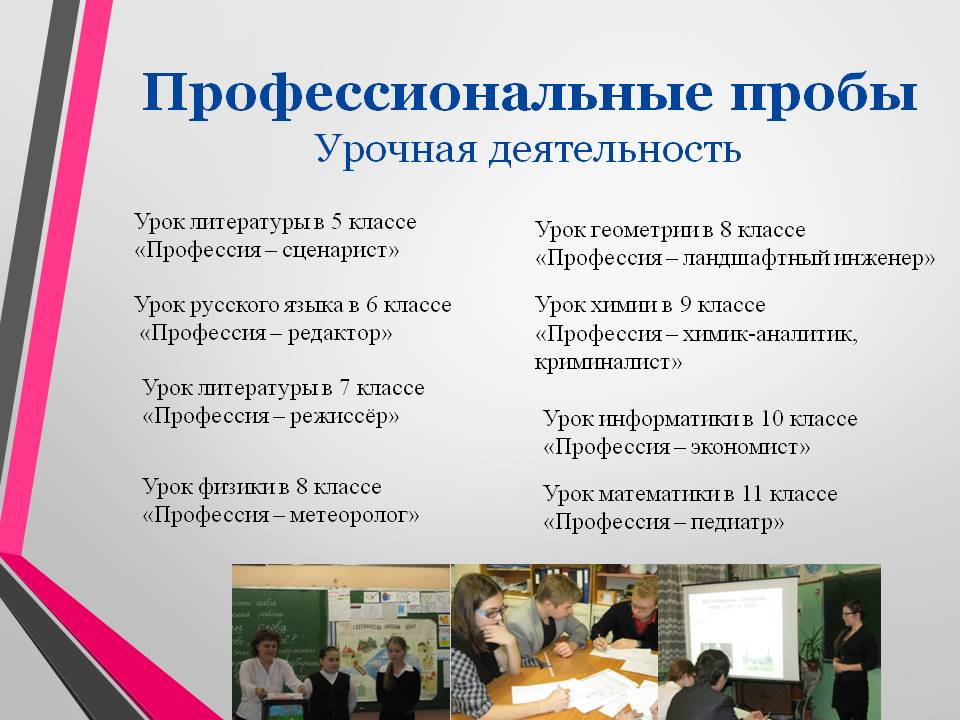 Профессиональные пробы
Урочная деятельность
Урок литературы в 5 классе
«Профессия – сценарист»
Урок русского языка в 6 классе
«Профессия – редактор»
Урок литературы в 7 классе
«Профессия – режиссёр»
Урок физики в 8 классе
«Профессия – метеоролог»
Урок геометрии в 8 классе
«Профессия – ландшафтный инженер»
Урок химии в 9 классе
«Профессия – химик-аналитик,
криминалист»
Урок информатики в 10 классе
«Профессия – экономист»
Урок математики в 11 классе
«Профессия – педиатр»